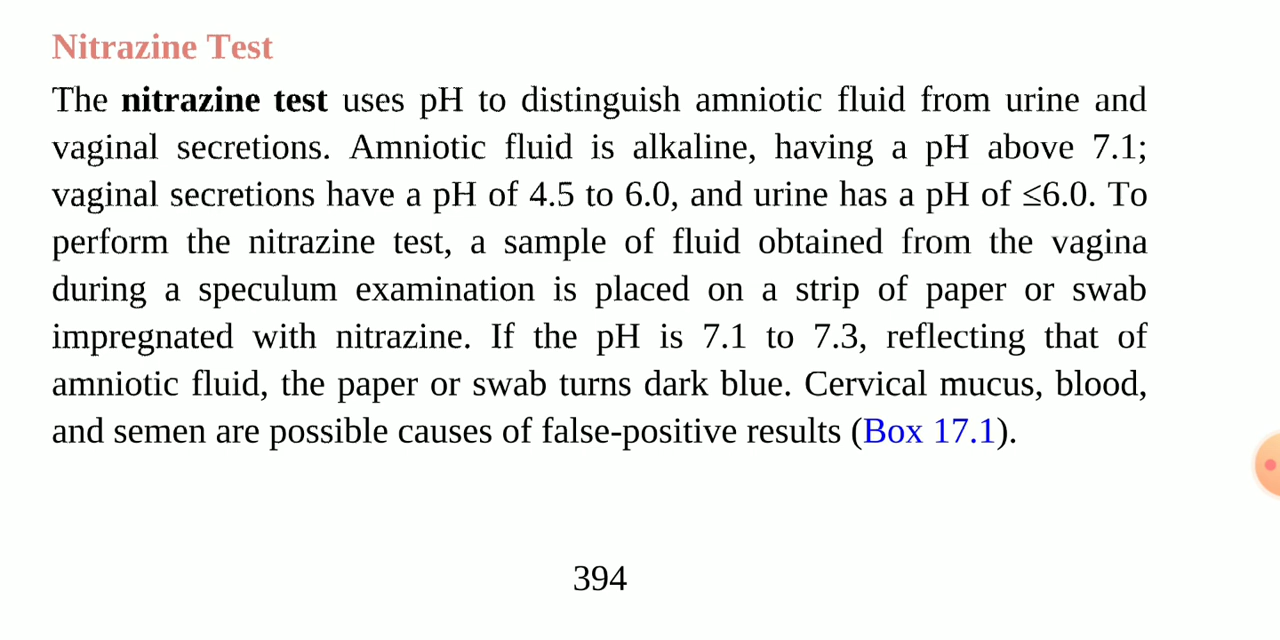 Nitrazine Test
The nitrazine test uses pH to distinguish amniotic fluid from urine and
vaginal secretions. Amniotic fluid is alkaline, having a pH above 7.1;
vaginal secretions have a pH of 4.5 to 6.0, and urine has a pH of ≤6.0. To
perform the nitrazine test, a sample of fluid obtained from the vagina
during a speculum examination is placed on a strip of paper or swab
impregnated with nitrazine. If the pH is 7.1 to 7.3, reflecting that of
amniotic fluid, the paper or swab turns dark blue. Cervical mucus, blood,
and semen are possible causes of false-positive results (Box 17.1).
394